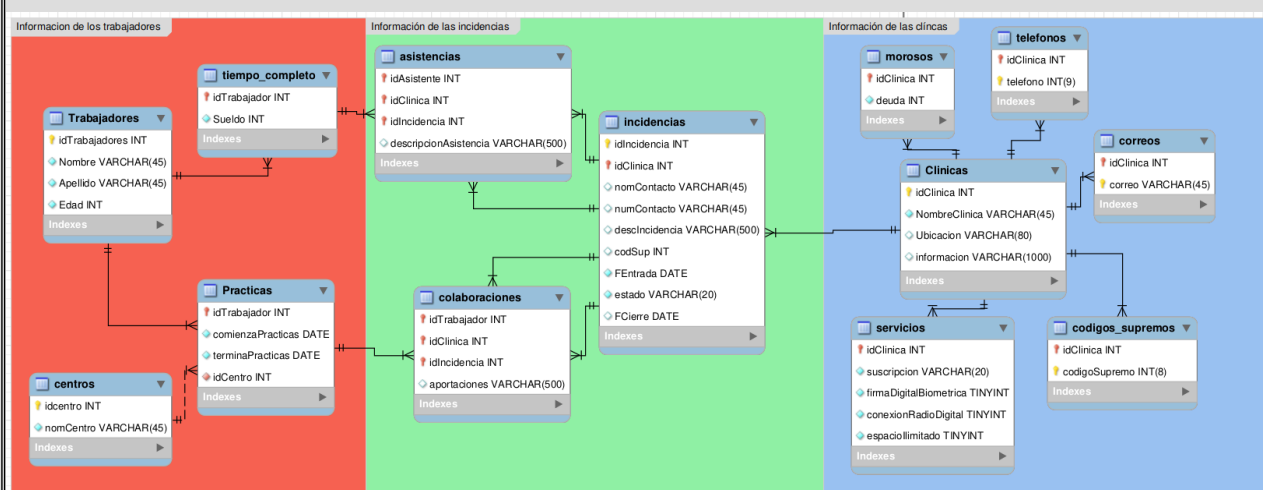 Informacion de los trabajadores
Información de las incidencias
Información de las clíncas
Trabajadores
idTrabajadores INT
Nombre VARCHAR(45)
Apellido VARCHAR(45)
Edad INT
Indexes
tiempo_completo
idTrabajador INT
Sueldo INT
Indexes
Practicas
idTrabajador INT
comienzaPracticas DATE
terminaPracticas DATE
idCentro INT
Indexes
centros
idcentro INT
nomCentro VARCHAR(45)
Indexes
asistencias
idAsistente INT
idClinica INT
idIncidencia INT
descripcionAsistencia VARCHAR(500)
Indexes
incidencias
idIncidencia INT
idClinica INT
nomContacto VARCHAR(45)
numContacto VARCHAR(45)
descIncidencia VARCHAR(500)
codSup INT
FEntrada DATE
estado VARCHAR(20)
FCierre DATE
Indexes
colaboraciones
idTrabajador INT
idClinica INT
idIncidencia INT
aportaciones VARCHAR(500)
Indexes
morosos
idClinica INT
deuda INT
Indexes
telefonos
idClinica INT
telefono INT(9)
Indexes
correos
idClinica INT
correo VARCHAR(45)
Indexes
Clinicas
idClinica INT
NombreClinica VARCHAR(45)
Ubicacion VARCHAR(80)
informacion VARCHAR(1000)
Indexes
servicios
idClinica INT
suscripcion VARCHAR(20)
firmaDigitalBiometrica TINYINT
conexionRadioDigital TINYINT
espacioIlimitado TINYINT
Indexes
codigos_supremos
idClinica INT
codigoSupremo INT(8)
Indexes